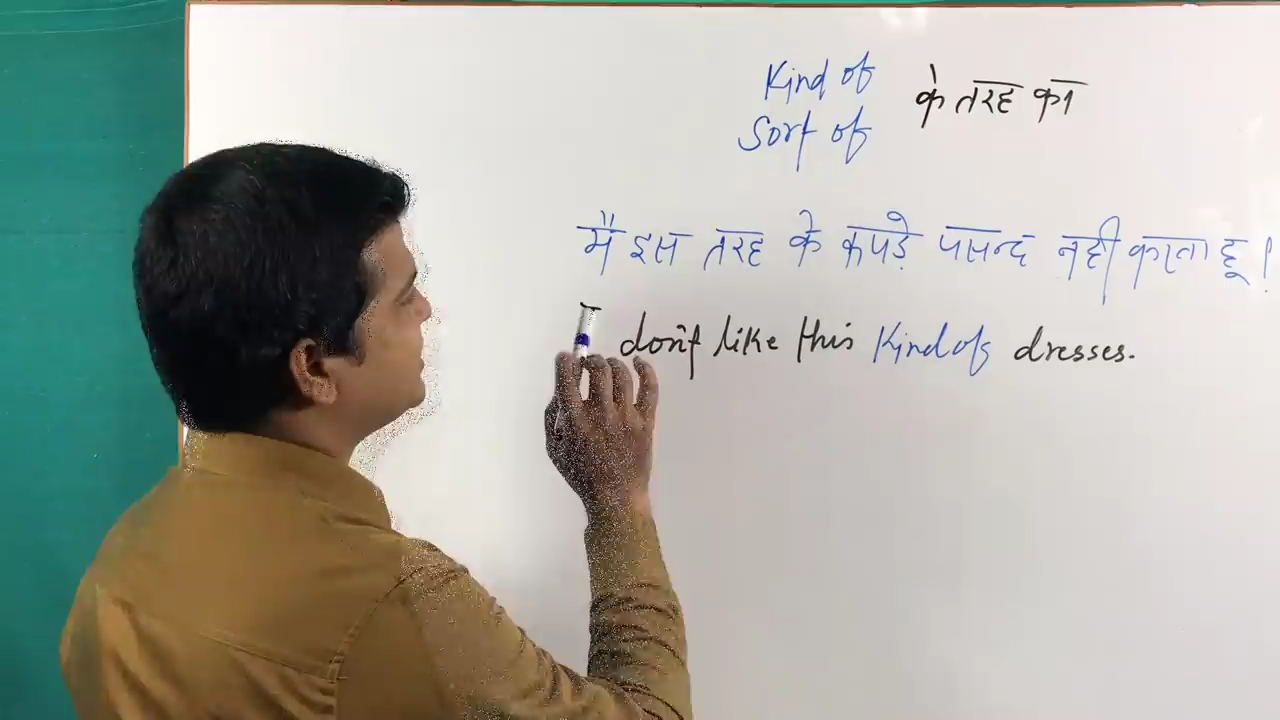 Kind of
Sort of
के तरह का
मैं इस तरह के कपड़े पसन्द नही करता हू।
I don't like this Kind of dresses.